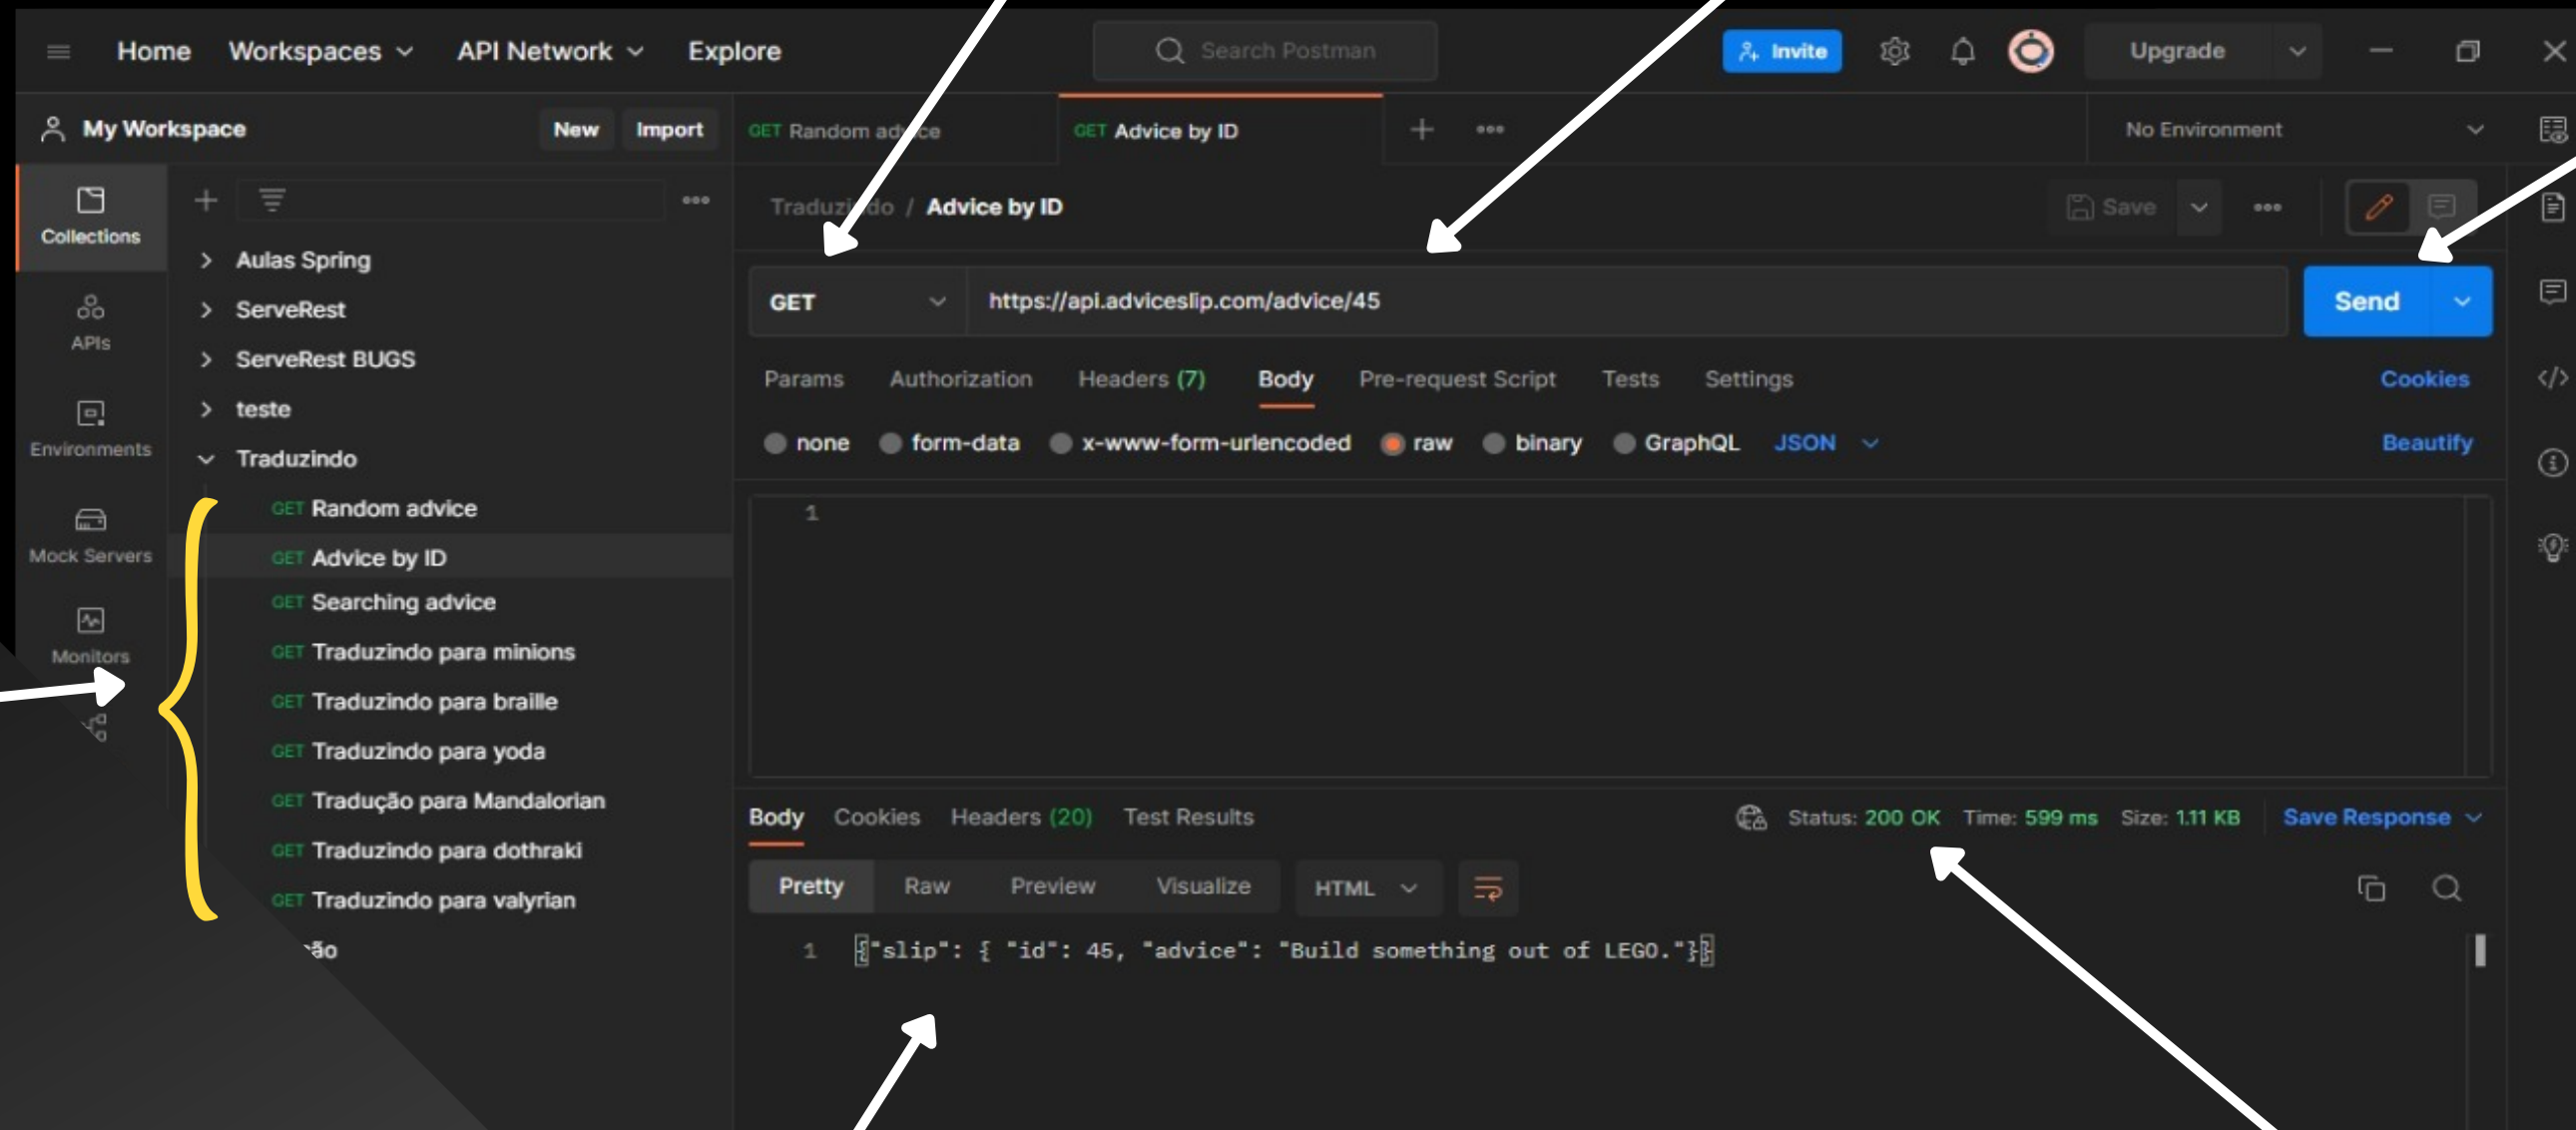 Home Workspaces API Network Explore Search Postman Invite Upgrade
My Workspace New Import
GET Random advice GET Advice by ID No Environment
Collections
APIs
Environments
Mock Servers
Monitors
Aulas Spring
ServeRest
ServeRest BUGS
teste
Traduzindo
GET Random advice
GET Advice by ID
GET Searching advice
GET Traduzindo para minions
GET Traduzindo para braille
GET Traduzindo para yoda
GET Tradução para Mandalorian
GET Traduzindo para dothraki
GET Traduzindo para valyrian
ção
Traduzindo / Advice by ID Save
GET https://api.adviceslip.com/advice/45 Send
Params Authorization Headers (7) Body Pre-request Script Tests Settings Cookies
none form-data x-www-form-urlencoded raw binary GraphQL JSON Beautify
1
Body Cookies Headers (20) Test Results Status: 200 OK Time: 599 ms Size: 1.11 KB Save Response
Pretty Raw Preview Visualize HTML
1 {"slip": { "id": 45, "advice": "Build something out of LEGO."}}